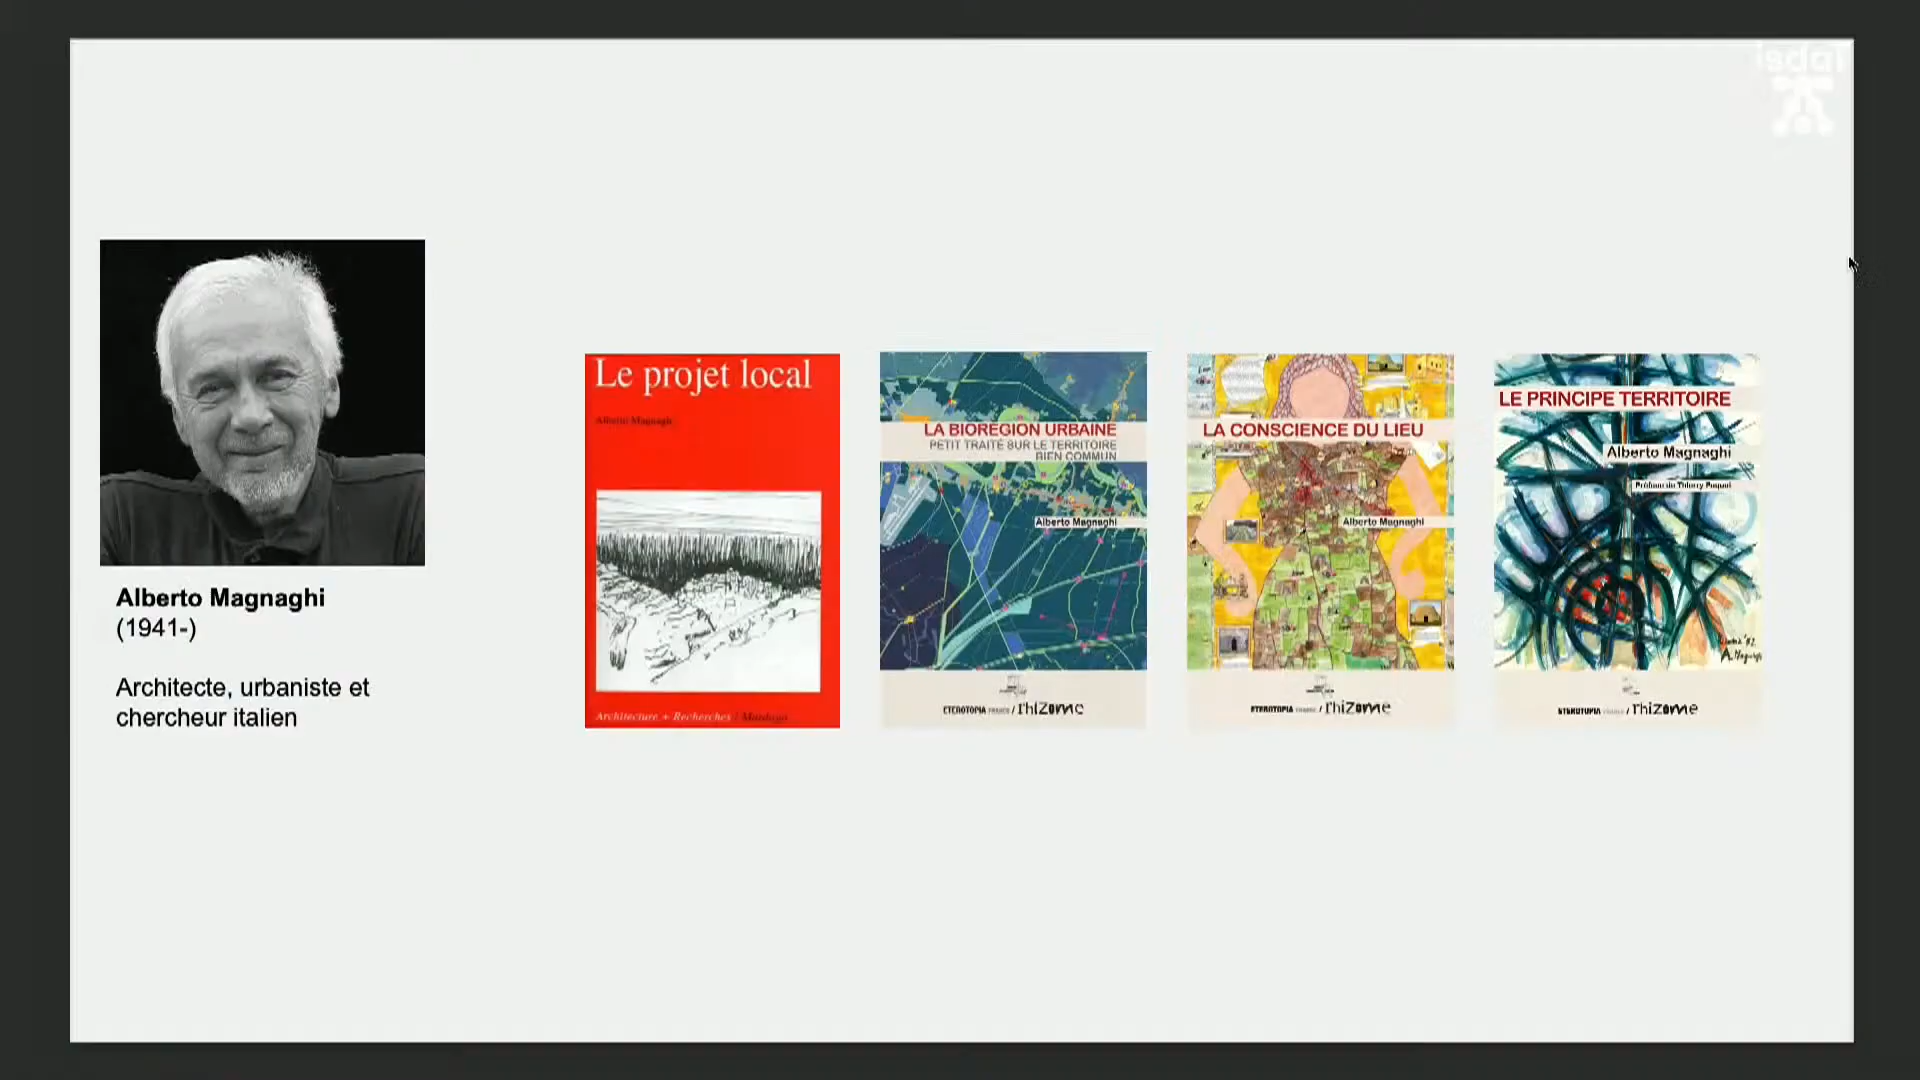 isdaT
Alberto Magnaghi
(1941-)
Architecte, urbaniste et
chercheur italien
Le projet local
Alberto Magnaghi
Architecture + Recherches / Mardaga
LA BIORÉGION URBAINE
PETIT TRAITÉ SUR LE TERRITOIRE
BIEN COMMUN
Alberto Magnaghi
ETEROTOPIA FRANCE / rhizome
LA CONSCIENCE DU LIEU
Alberto Magnaghi
ETEROTOPIA FRANCE / rhizome
LE PRINCIPE TERRITOIRE
Alberto Magnaghi
Préface de Thierry Paquot
ETEROTOPIA FRANCE / rhizome